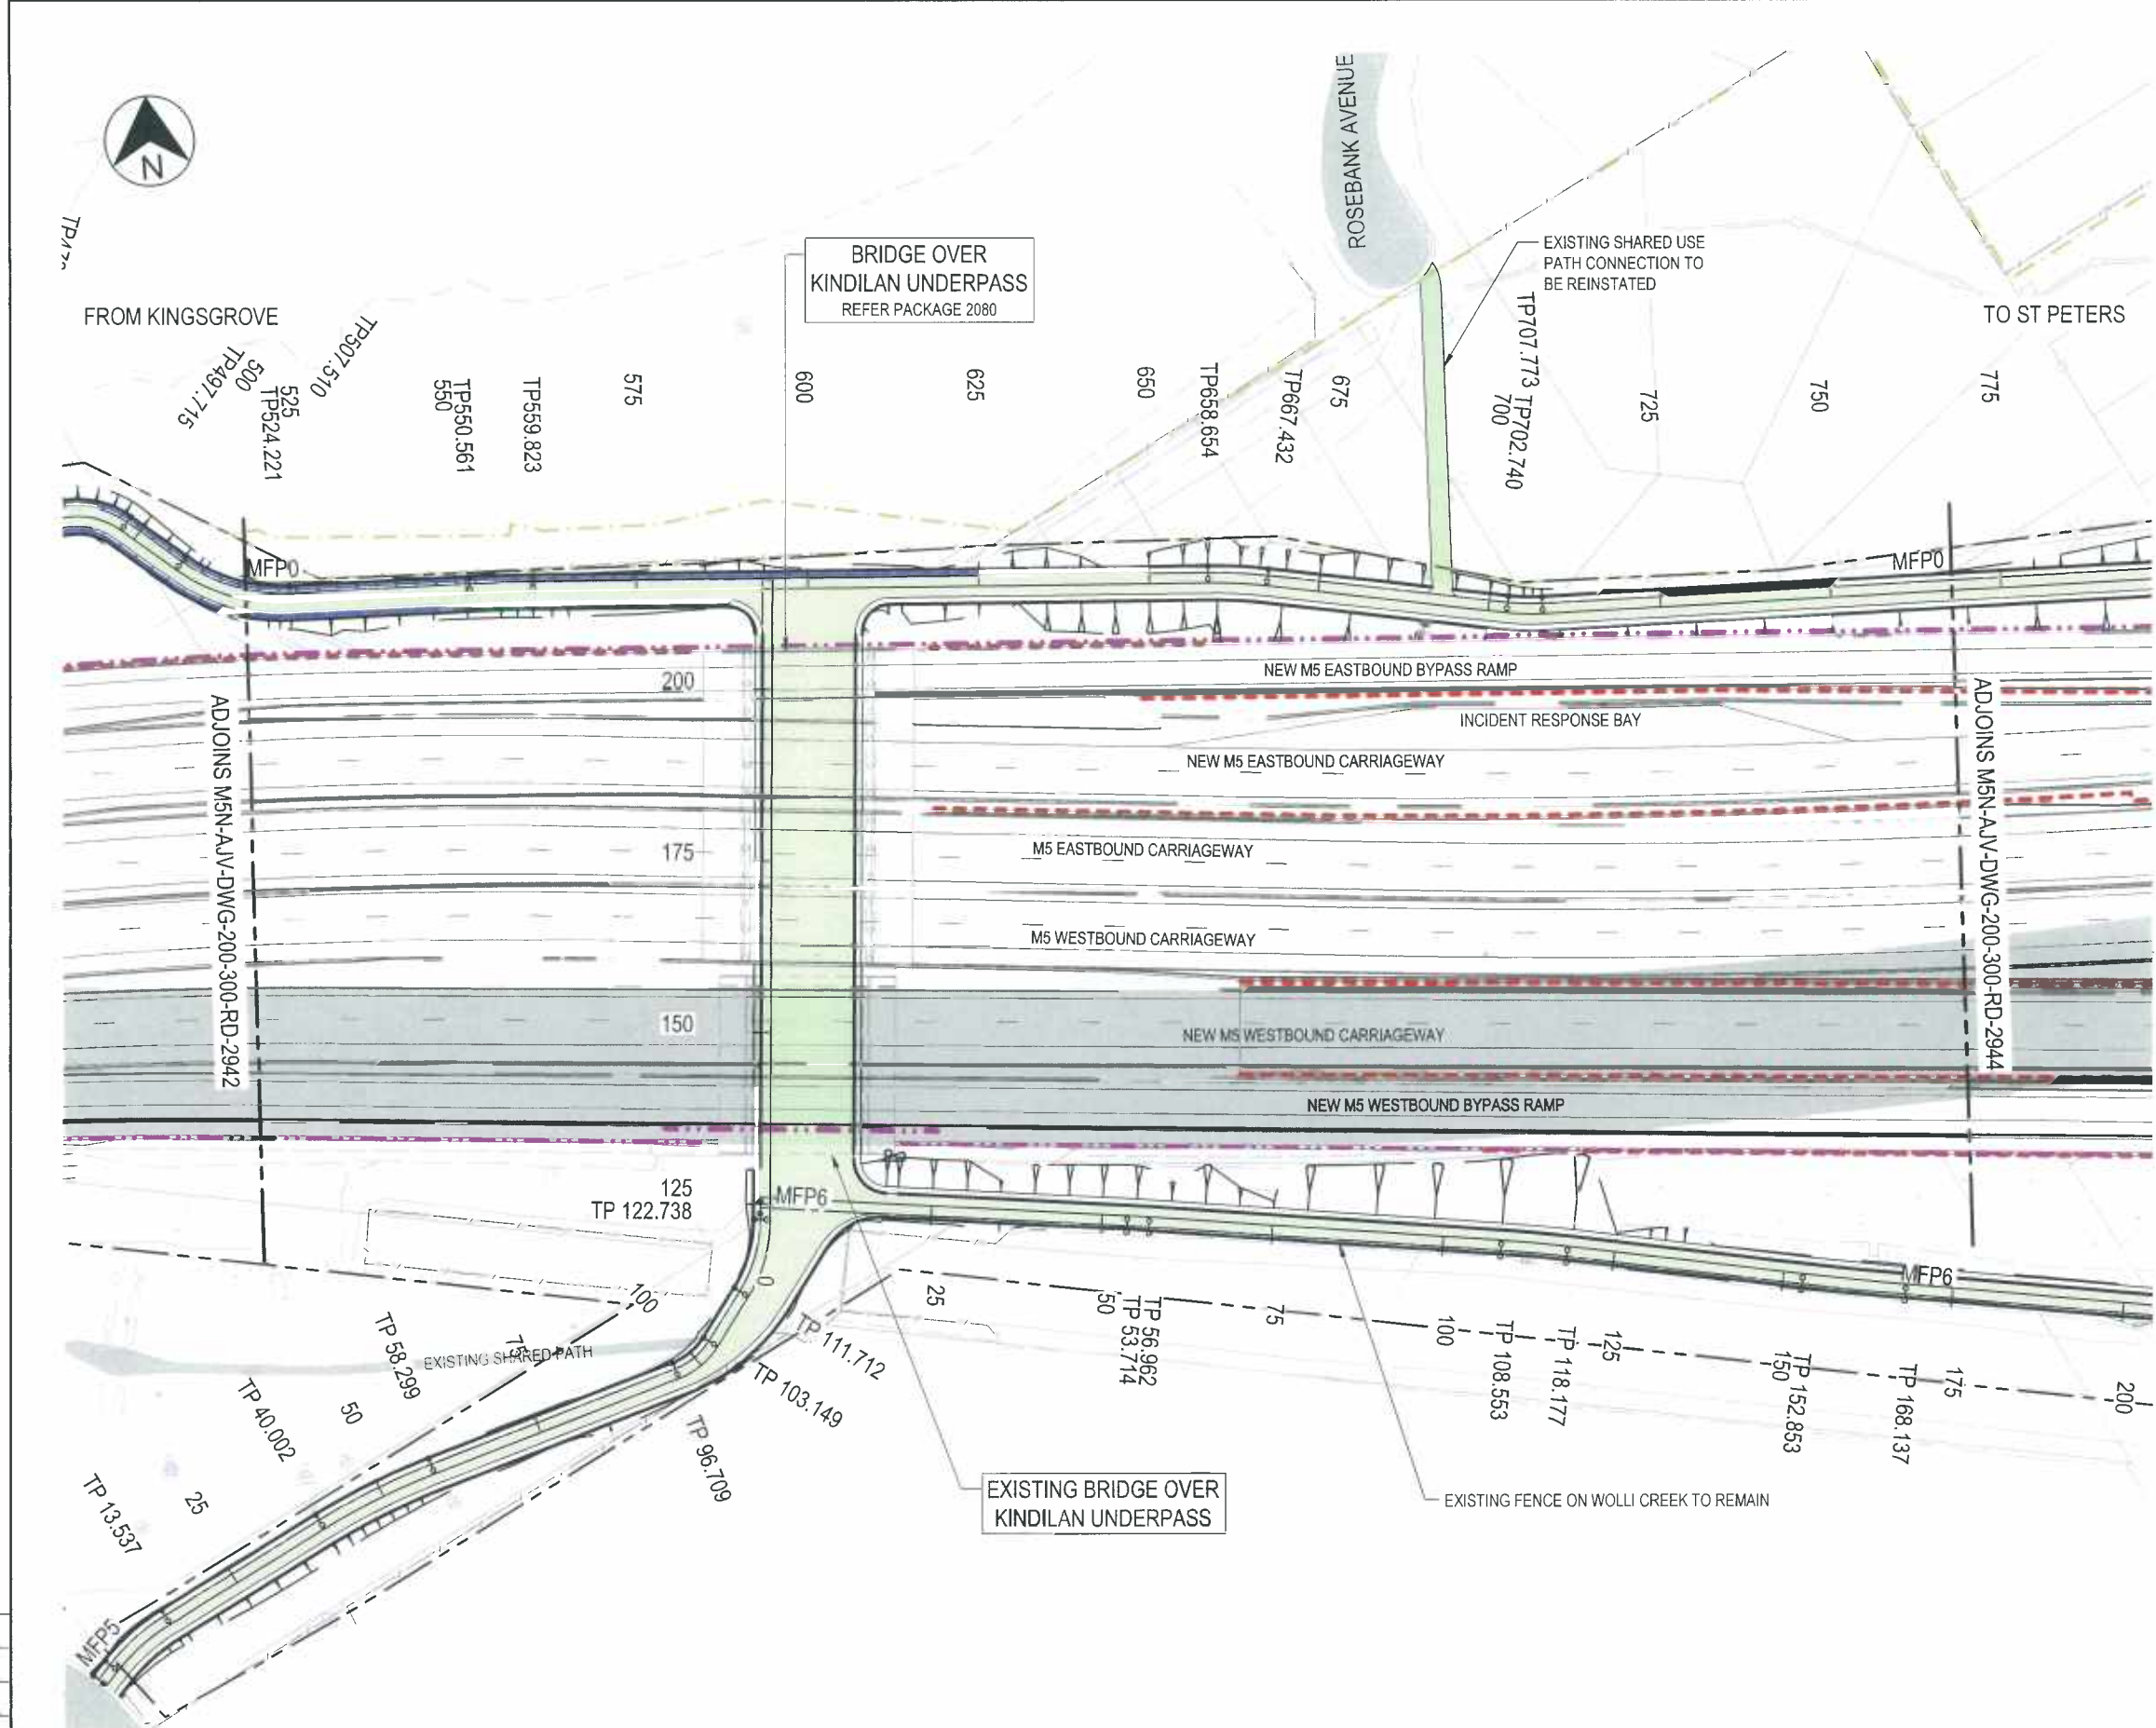 N
FROM KINGSGROVE
TP497.715
500
TP507.510
525
TP524.221
550
TP550.561
TP559.823
575
BRIDGE OVER
KINDILAN UNDERPASS
REFER PACKAGE 2080
600
625
650
TP658.654
TP667.432
675
ROSEBANK AVENUE
EXISTING SHARED USE
PATH CONNECTION TO
BE REINSTATED
700
TP702.740
TP707.773
725
750
775
TO ST PETERS
MFP0
MFP0
ADJOINS M5N-AJV-DWG-200-300-RD-2942
ADJOINS M5N-AJV-DWG-200-300-RD-2944
200
NEW M5 EASTBOUND BYPASS RAMP
INCIDENT RESPONSE BAY
NEW M5 EASTBOUND CARRIAGEWAY
175
M5 EASTBOUND CARRIAGEWAY
M5 WESTBOUND CARRIAGEWAY
150
NEW M5 WESTBOUND CARRIAGEWAY
NEW M5 WESTBOUND BYPASS RAMP
125
TP 122.738
MFP6
0
MFP6
100
TP 111.712
TP 103.149
TP 96.709
75
EXISTING SHARED PATH
TP 58.299
50
TP 40.002
25
TP 13.537
MFP5
25
50
TP 53.714
TP 56.962
75
100
TP 108.553
TP 118.177
125
150
TP 152.853
TP 168.137
175
200
EXISTING BRIDGE OVER
KINDILAN UNDERPASS
EXISTING FENCE ON WOLLI CREEK TO REMAIN